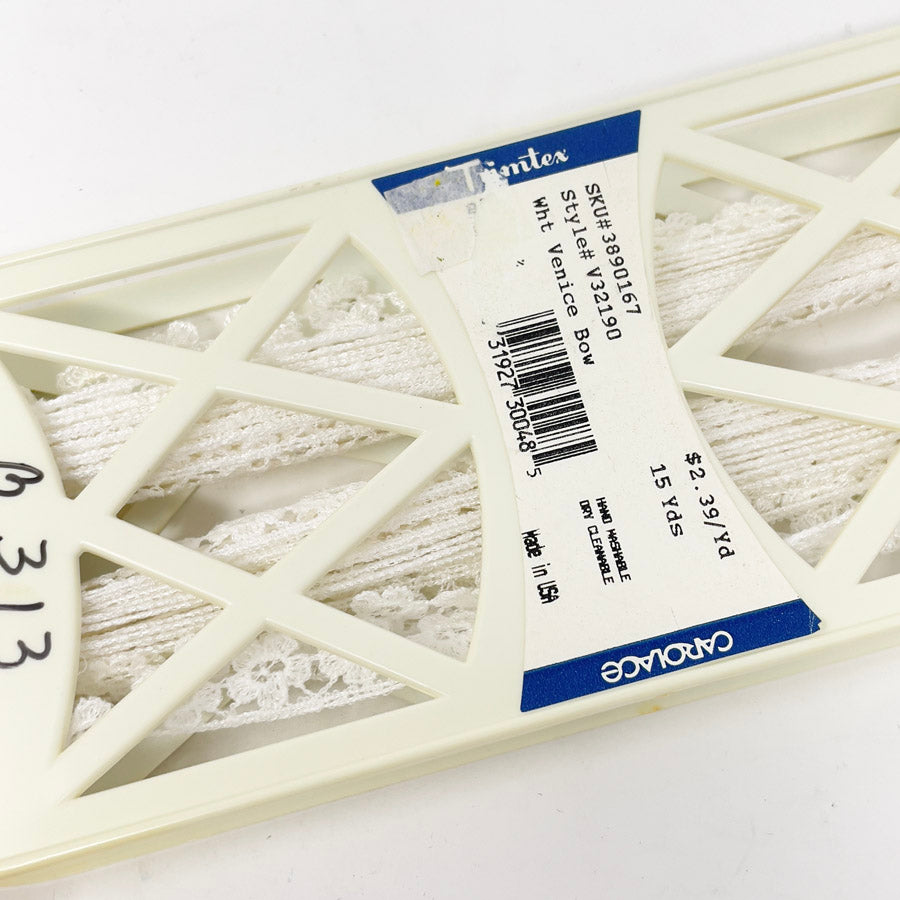 Trimtex
SKU#3890167
Style# V32190
Wht Venice Bow
31927 30048 5
$2.39/Yd
15 Yds
HAND WASHABLE
DRY CLEANABLE
Made in USA
CAROLACE
B313